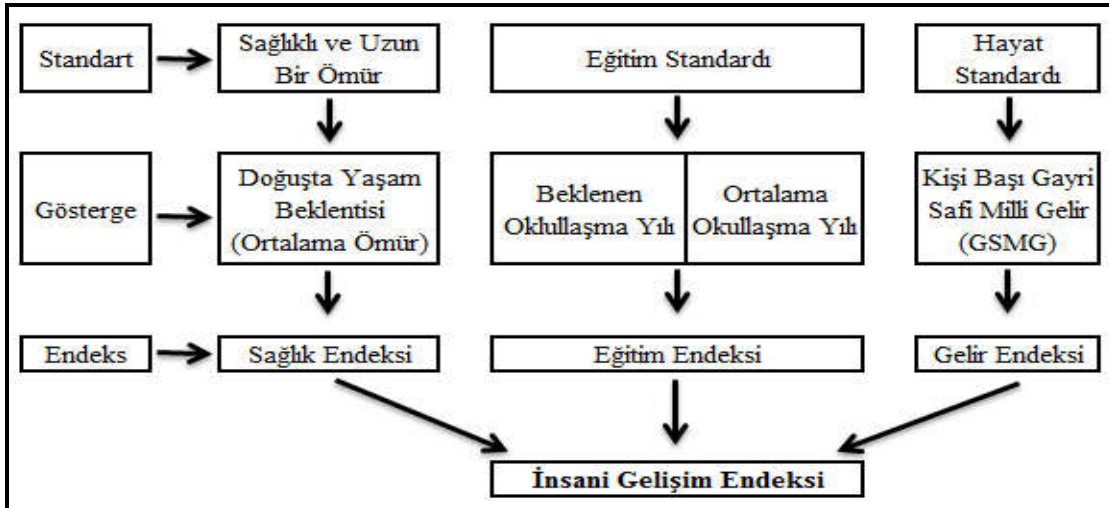 Standart
Sağlıklı ve Uzun
Bir Ömür
Eğitim Standardı
Hayat
Standardı
Gösterge
Doğuşta Yaşam
Beklentisi
(Ortalama Ömür)
Beklenen
Oklullaşma Yılı
Ortalama
Okullaşma Yılı
Kişi Başı Gayri
Safi Milli Gelir
(GSMG)
Endeks
Sağlık Endeksi
Eğitim Endeksi
Gelir Endeksi
İnsani Gelişim Endeksi